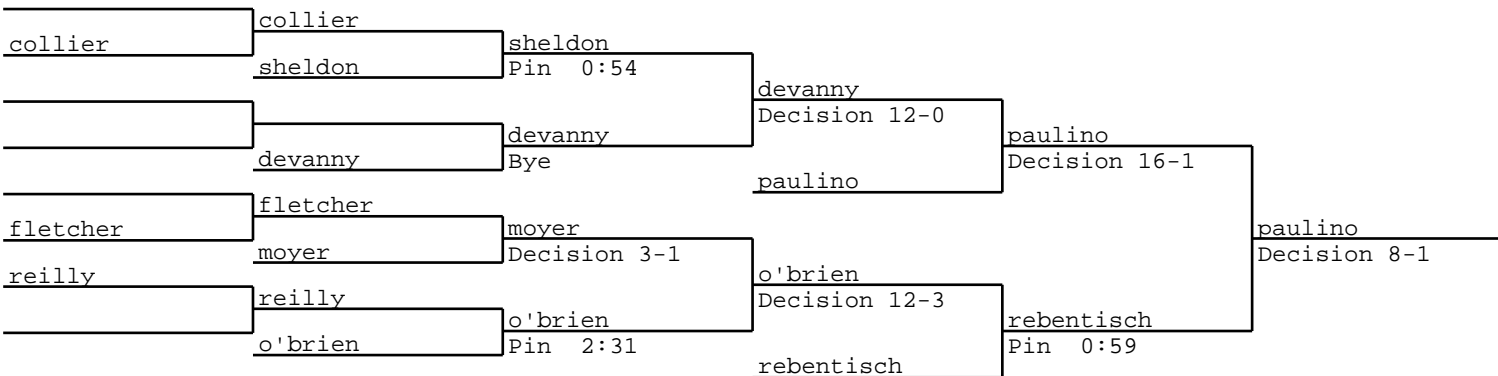 collier
collier
sheldon
sheldon
Pin 0:54
devanny
Decision 12-0
devanny
devanny
Bye
paulino
Decision 16-1
paulino
fletcher
fletcher
moyer
moyer
Decision 3-1
paulino
Decision 8-1
reilly
reilly
o'brien
Decision 12-3
o'brien
o'brien
Pin 2:31
rebentisch
Pin 0:59
rebentisch